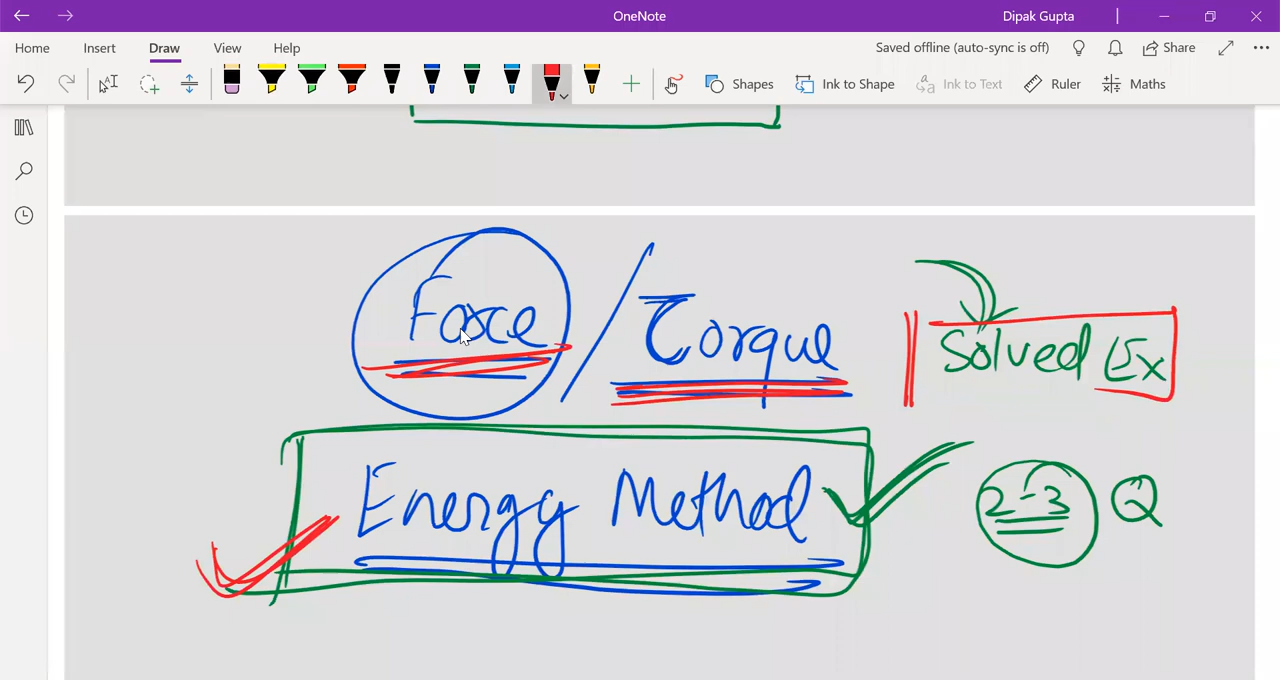 OneNote
Dipak Gupta
Home Insert Draw View Help
Saved offline (auto-sync is off)
Share
Shapes
Ink to Shape
Ink to Text
Ruler
Maths
Force / Torque
Solved Ex
Energy Method
2-3 Q